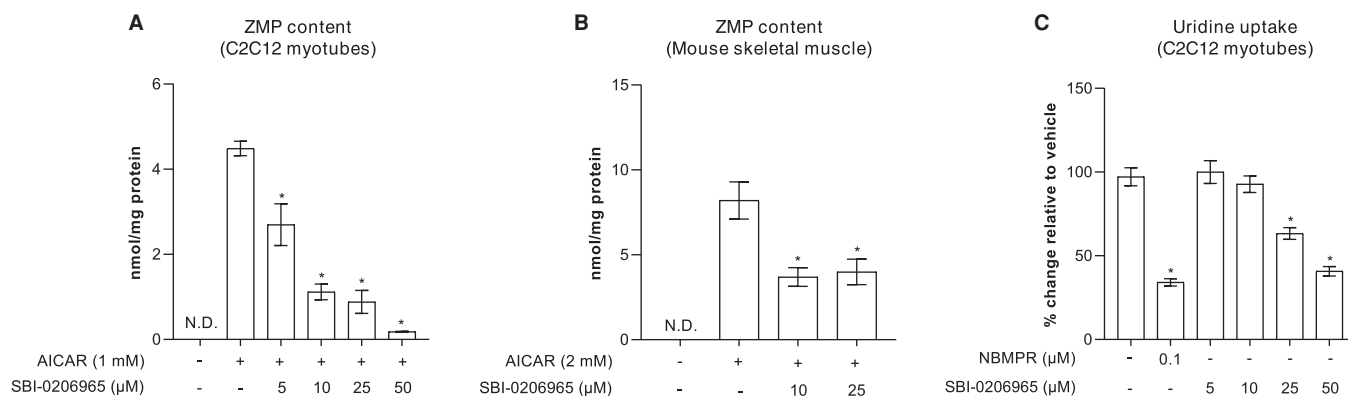 A
ZMP content
(C2C12 myotubes)
nmol/mg protein
6
4
2
0
N.D.
*
*
*
*
AICAR (1 mM) - + + + + +
SBI-0206965 (µM) - - 5 10 25 50
B
ZMP content
(Mouse skeletal muscle)
nmol/mg protein
15
10
5
0
N.D.
*
*
AICAR (2 mM) - + + +
SBI-0206965 (µM) - - 10 25
C
Uridine uptake
(C2C12 myotubes)
% change relative to vehicle
150
100
50
0
*
*
*
NBMPR (µM) - 0.1 - - - -
SBI-0206965 (µM) - - 5 10 25 50